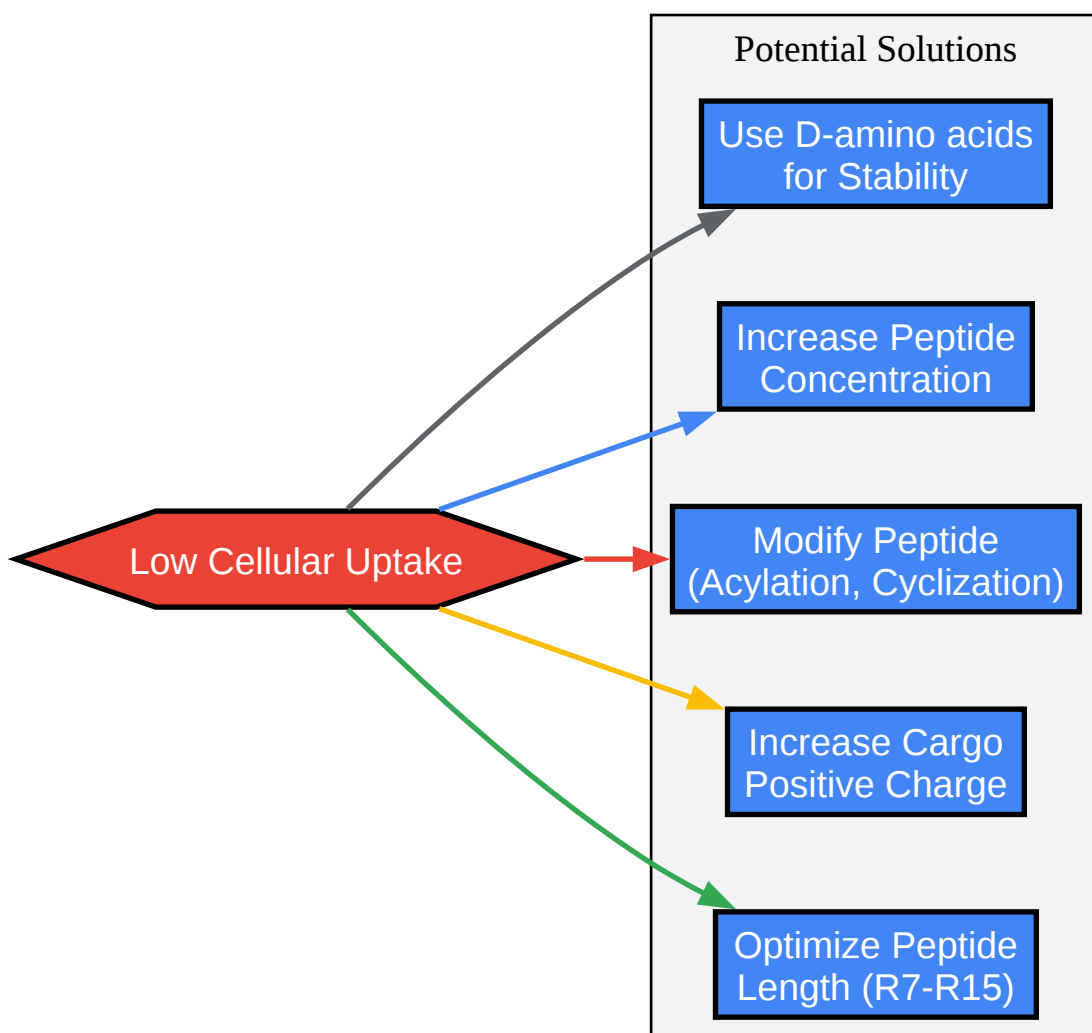 Potential Solutions
Use D-amino acids
for Stability
Increase Peptide
Concentration
Low Cellular Uptake
Modify Peptide
(Acylation, Cyclization)
Increase Cargo
Positive Charge
Optimize Peptide
Length (R7-R15)